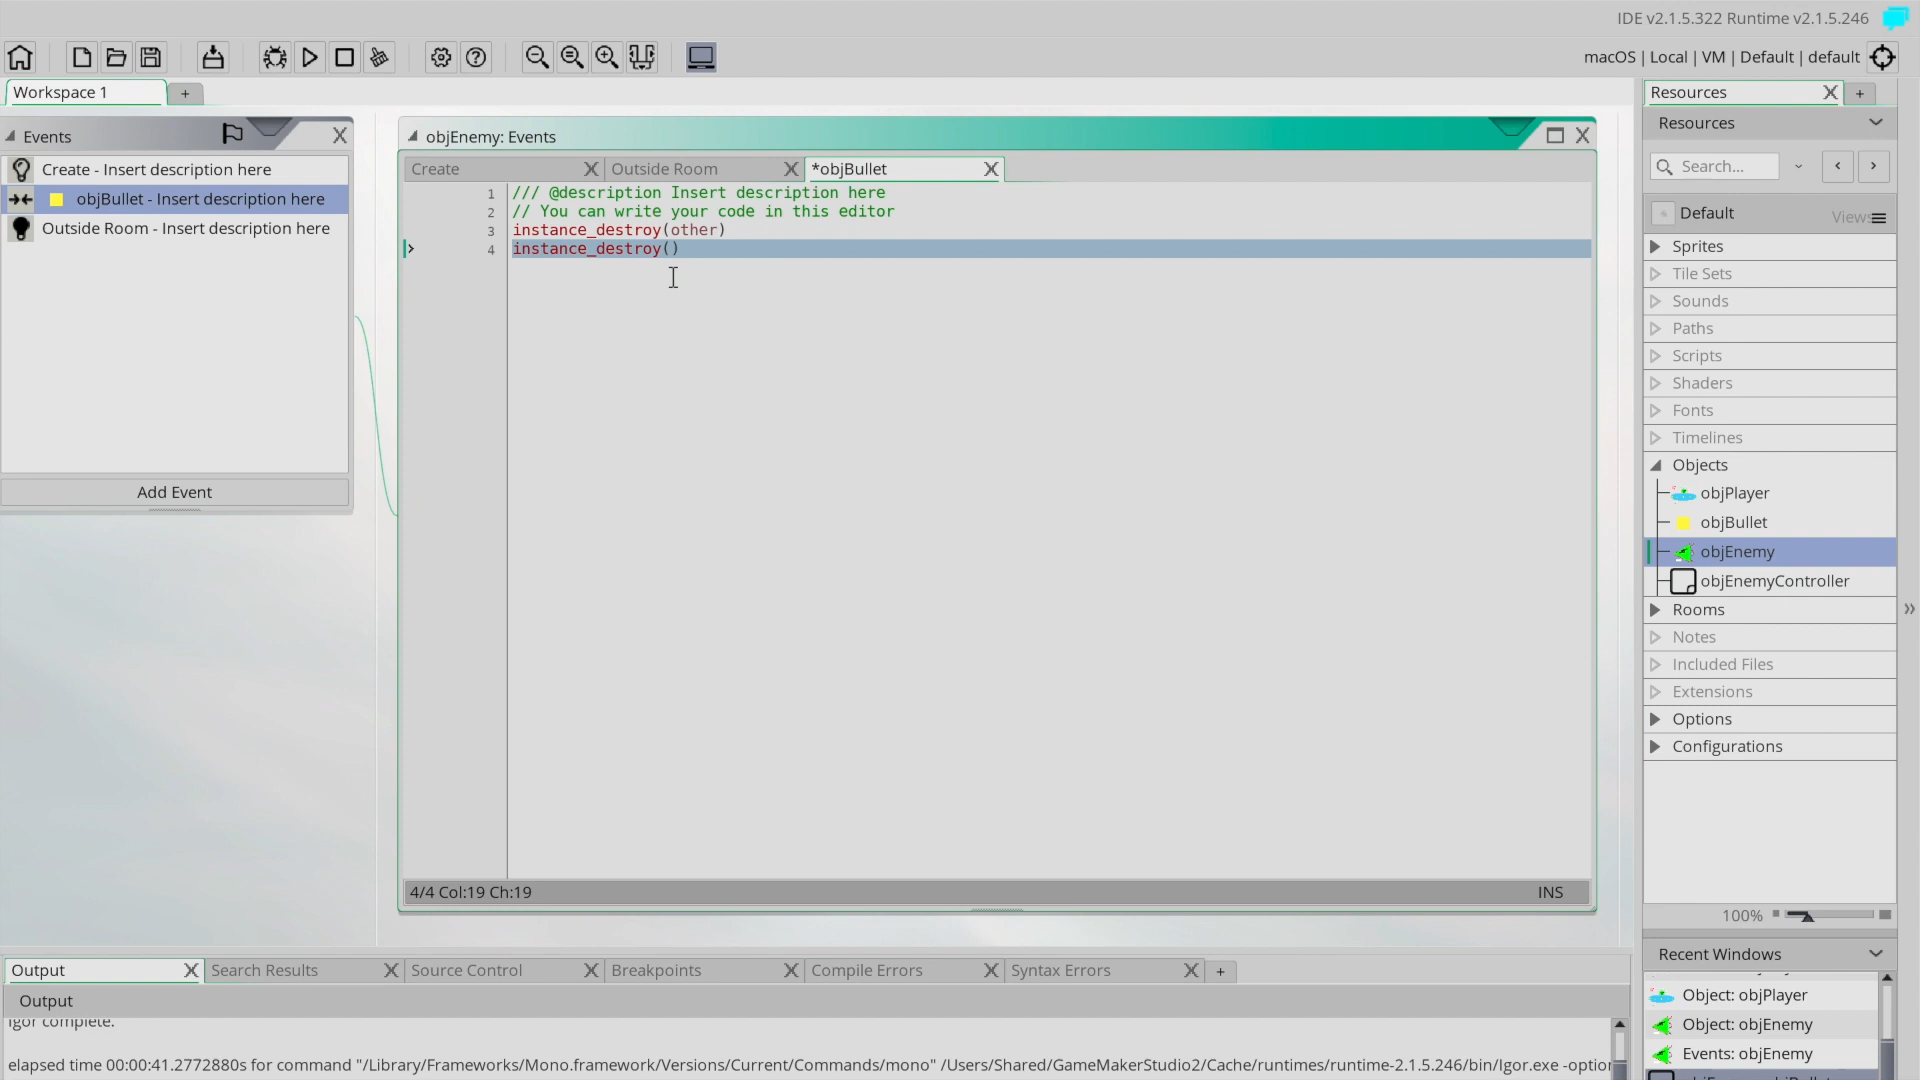 IDE v2.1.5.322 Runtime v2.1.5.246
macOS | Local | VM | Default | default
Workspace 1
+
Events
Create - Insert description here
objBullet - Insert description here
Outside Room - Insert description here
Add Event
objEnemy: Events
Create
Outside Room
*objBullet
1 /// @description Insert description here
2 // You can write your code in this editor
3 instance_destroy(other)
4 instance_destroy()
4/4 Col:19 Ch:19
INS
Resources
+
Resources
Search...
Default
Views
Sprites
Tile Sets
Sounds
Paths
Scripts
Shaders
Fonts
Timelines
Objects
objPlayer
objBullet
objEnemy
objEnemyController
Rooms
Notes
Included Files
Extensions
Options
Configurations
100%
Recent Windows
Object: objPlayer
Object: objEnemy
Events: objEnemy
Output
Search Results
Source Control
Breakpoints
Compile Errors
Syntax Errors
+
Output
Igor complete.
elapsed time 00:00:41.2772880s for command "/Library/Frameworks/Mono.framework/Versions/Current/Commands/mono" /Users/Shared/GameMakerStudio2/Cache/runtimes/runtime-2.1.5.246/bin/Igor.exe -optio